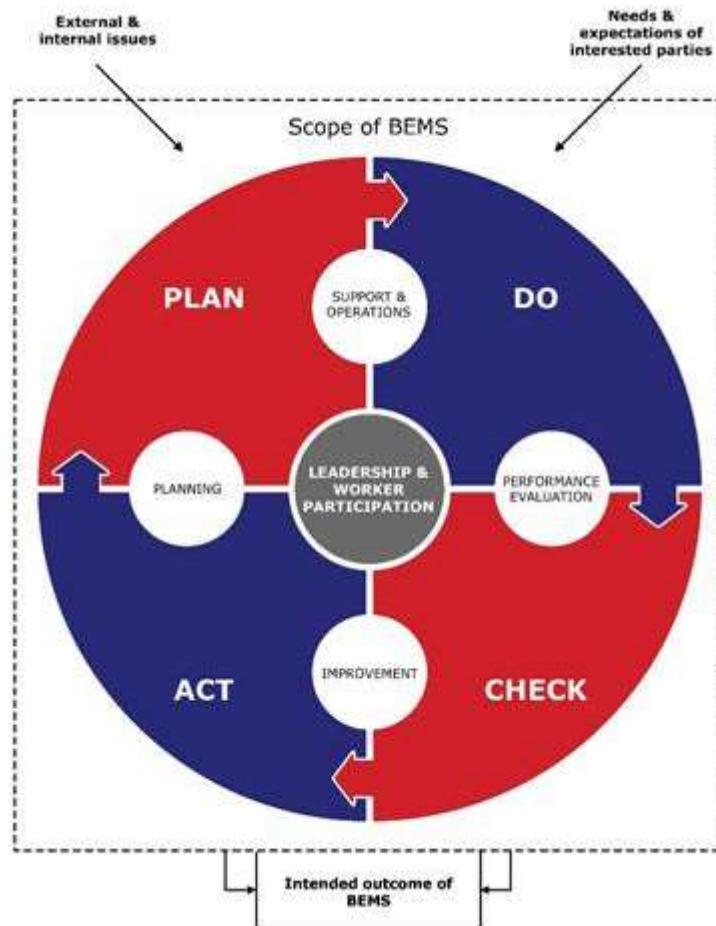 External &
internal issues
Needs &
expectations of
interested parties
Scope of BEMS
PLAN
DO
SUPPORT &
OPERATIONS
PLANNING
LEADERSHIP &
WORKER
PARTICIPATION
PERFORMANCE
EVALUATION
ACT
IMPROVEMENT
CHECK
Intended outcome of
BEMS